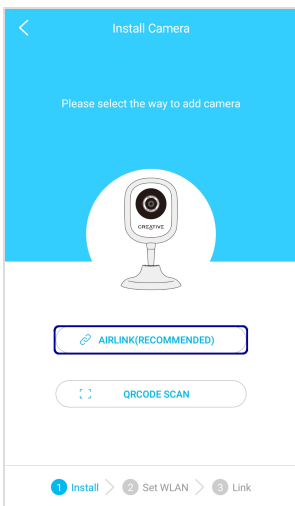 Install Camera
Please select the way to add camera
CREATIVE
AIRLINK(RECOMMENDED)
QRCODE SCAN
1 Install 2 Set WLAN 3 Link